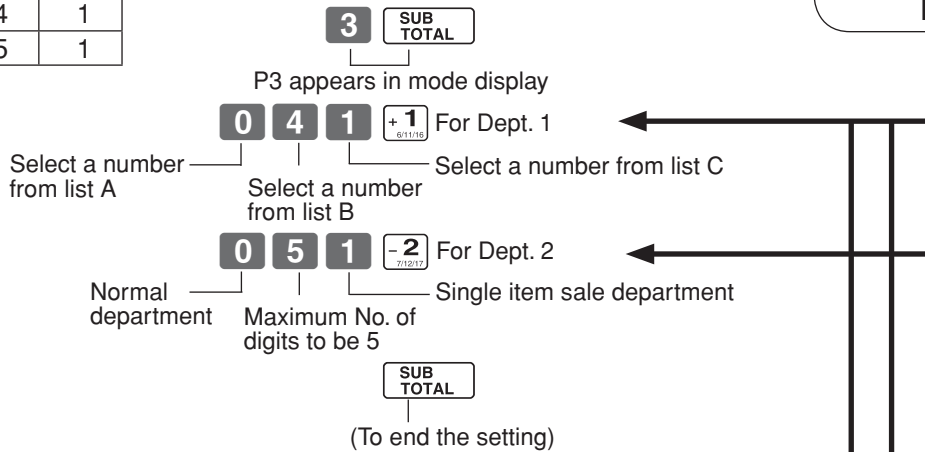 4 1
5 1
3 SUB TOTAL
P3 appears in mode display
0 4 1 + 1 6/11/16 For Dept. 1
Select a number from list A
Select a number from list B
Select a number from list C
0 5 1 - 2 7/12/17 For Dept. 2
Normal department
Maximum No. of digits to be 5
Single item sale department
SUB TOTAL
(To end the setting)